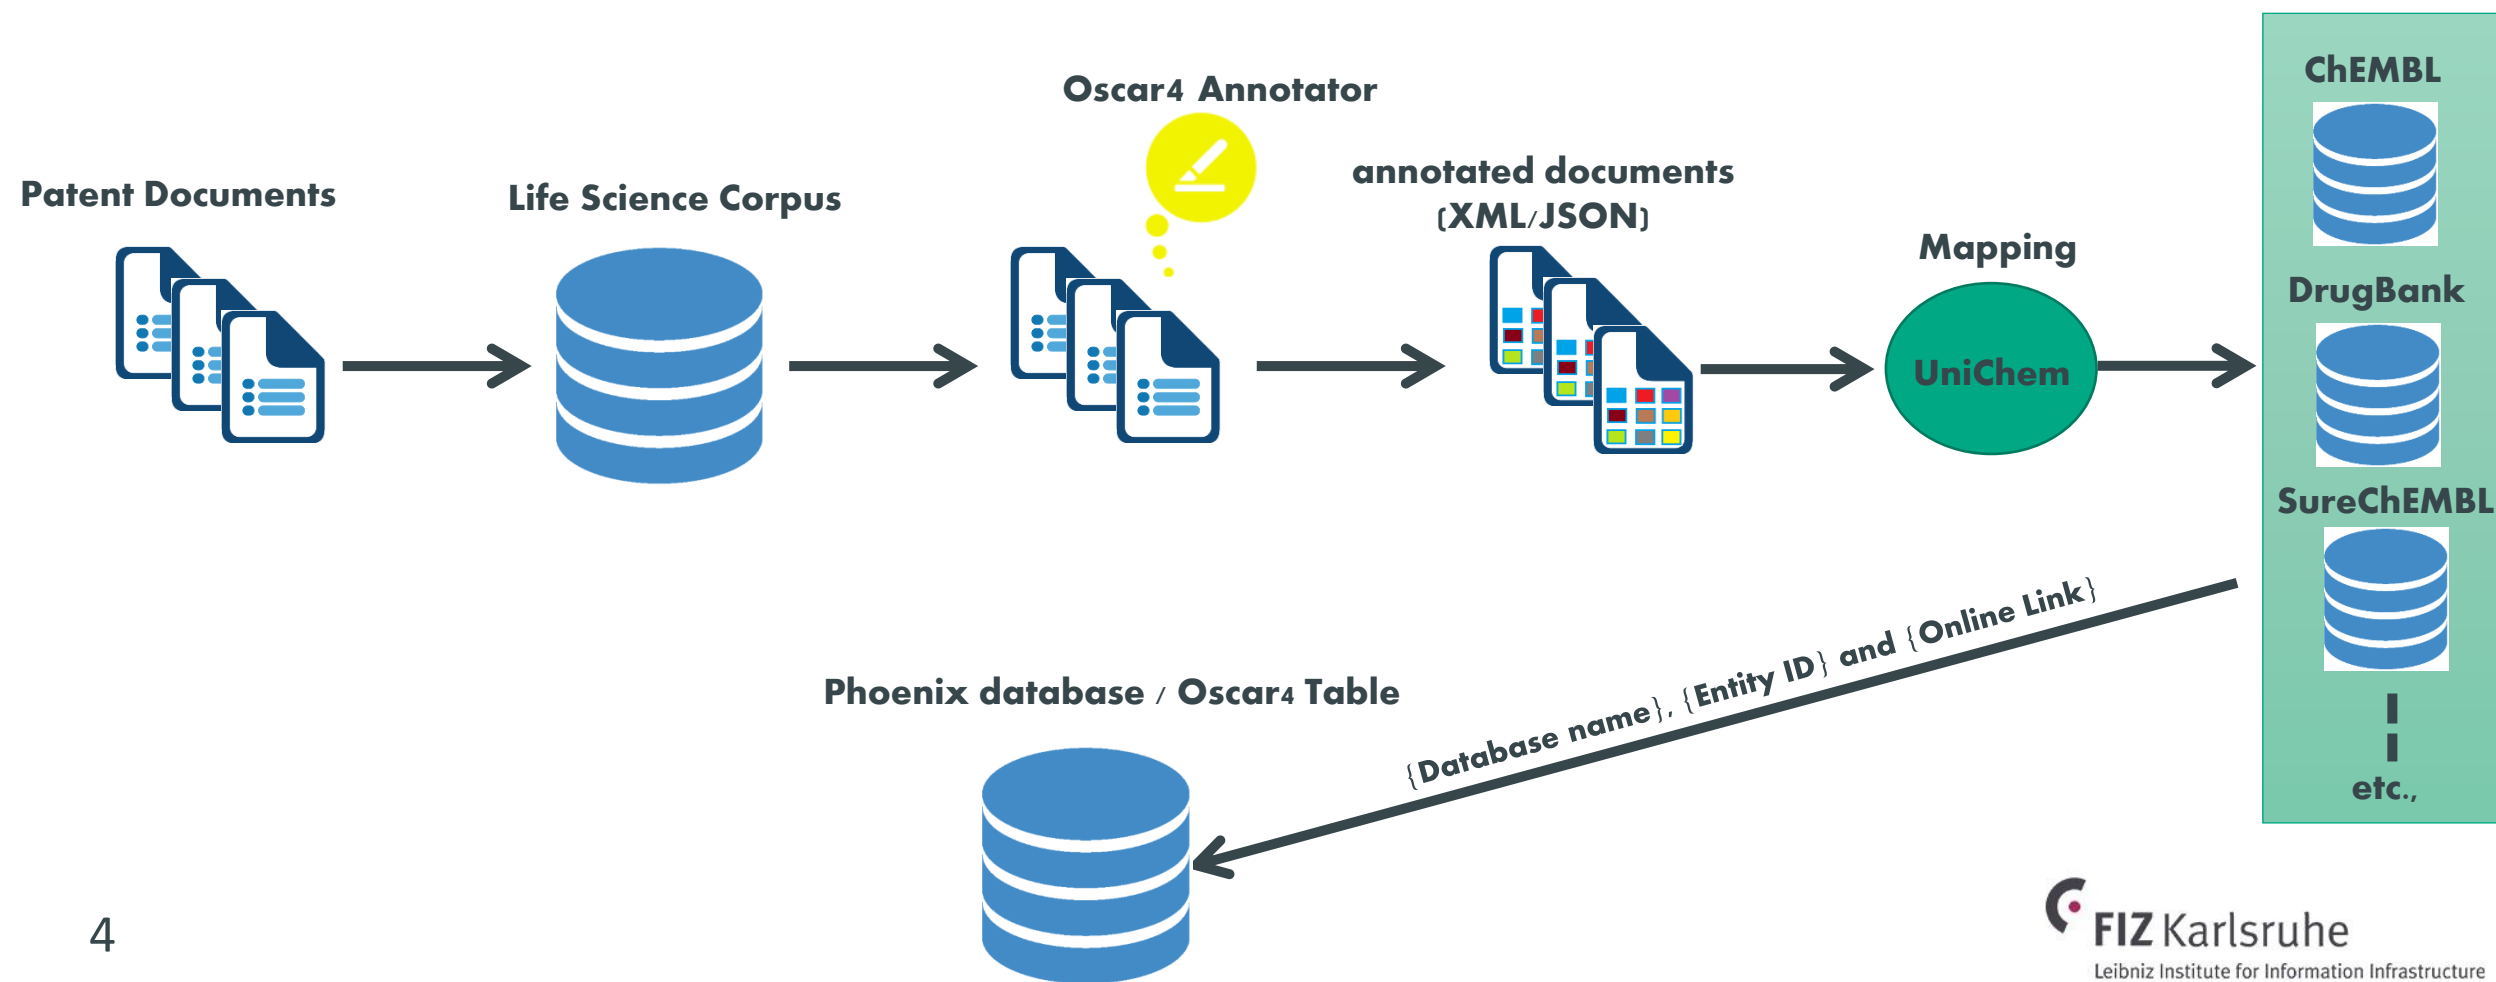 Patent Documents
Life Science Corpus
Oscar4 Annotator
annotated documents
(XML/JSON)
Mapping
UniChem
ChEMBL
DrugBank
SureChEMBL
etc.,
{Database name}, {Entity ID} and {Online Link}
Phoenix database / Oscar4 Table
4
FIZ Karlsruhe
Leibniz Institute for Information Infrastructure